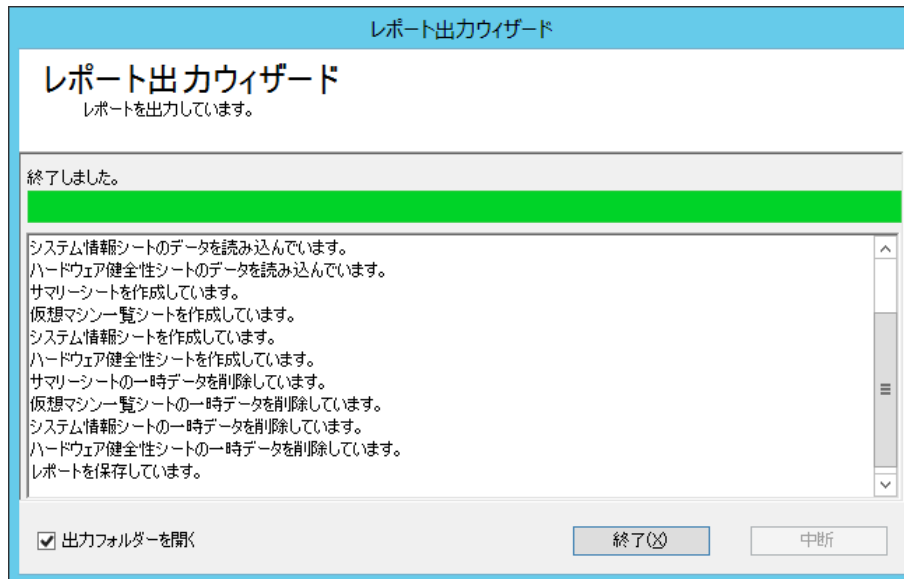 レポート出力ウィザード
レポート出力ウィザード
レポートを出力しています。
終了しました。
システム情報シートのデータを読み込んでいます。
ハードウェア健全性シートのデータを読み込んでいます。
サマリーシートを作成しています。
仮想マシン一覧シートを作成しています。
システム情報シートを作成しています。
ハードウェア健全性シートを作成しています。
サマリーシートの一時データを削除しています。
仮想マシン一覧シートの一時データを削除しています。
システム情報シートの一時データを削除しています。
ハードウェア健全性シートの一時データを削除しています。
レポートを保存しています。
出力フォルダーを開く
終了(X)
中断